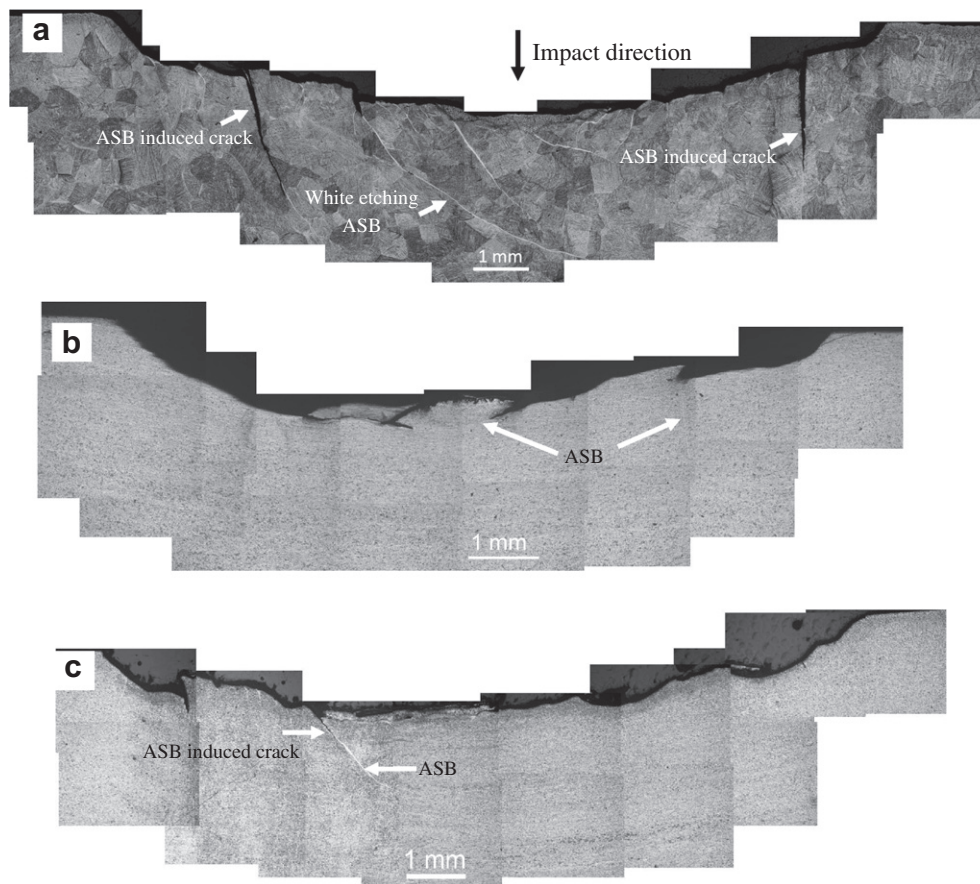 a
Impact direction
ASB induced crack
ASB induced crack
White etching
ASB
1 mm
b
ASB
1 mm
c
ASB induced crack
ASB
1 mm